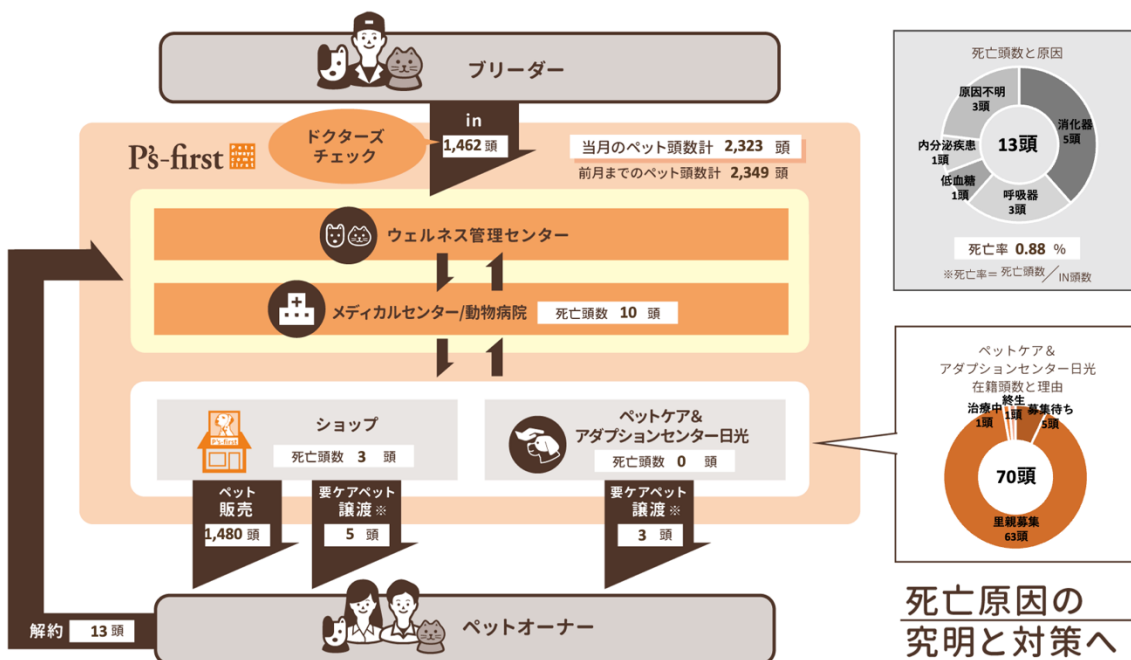 ブリーダー
P's-first
ドクターズ
チェック
in
1,462 頭
当月のペット頭数計 2,323 頭
前月までのペット頭数計 2,349 頭
ウェルネス管理センター
メディカルセンター/動物病院 死亡頭数 10 頭
P's-first
ショップ
死亡頭数 3 頭
ペットケア&
アダプションセンター日光
死亡頭数 0 頭
ペット
販売
1,480 頭
要ケアペット
譲渡※
5 頭
要ケアペット
譲渡※
3 頭
解約 13 頭
ペットオーナー
死亡頭数と原因
13頭
消化器
5頭
呼吸器
3頭
低血糖
1頭
内分泌疾患
1頭
原因不明
3頭
死亡率 0.88 %
※死亡率=死亡頭数/IN頭数
ペットケア&
アダプションセンター日光
在籍頭数と理由
治療中
1頭
終生
1頭
募集待ち
5頭
70頭
里親募集
63頭
死亡原因の
究明と対策へ